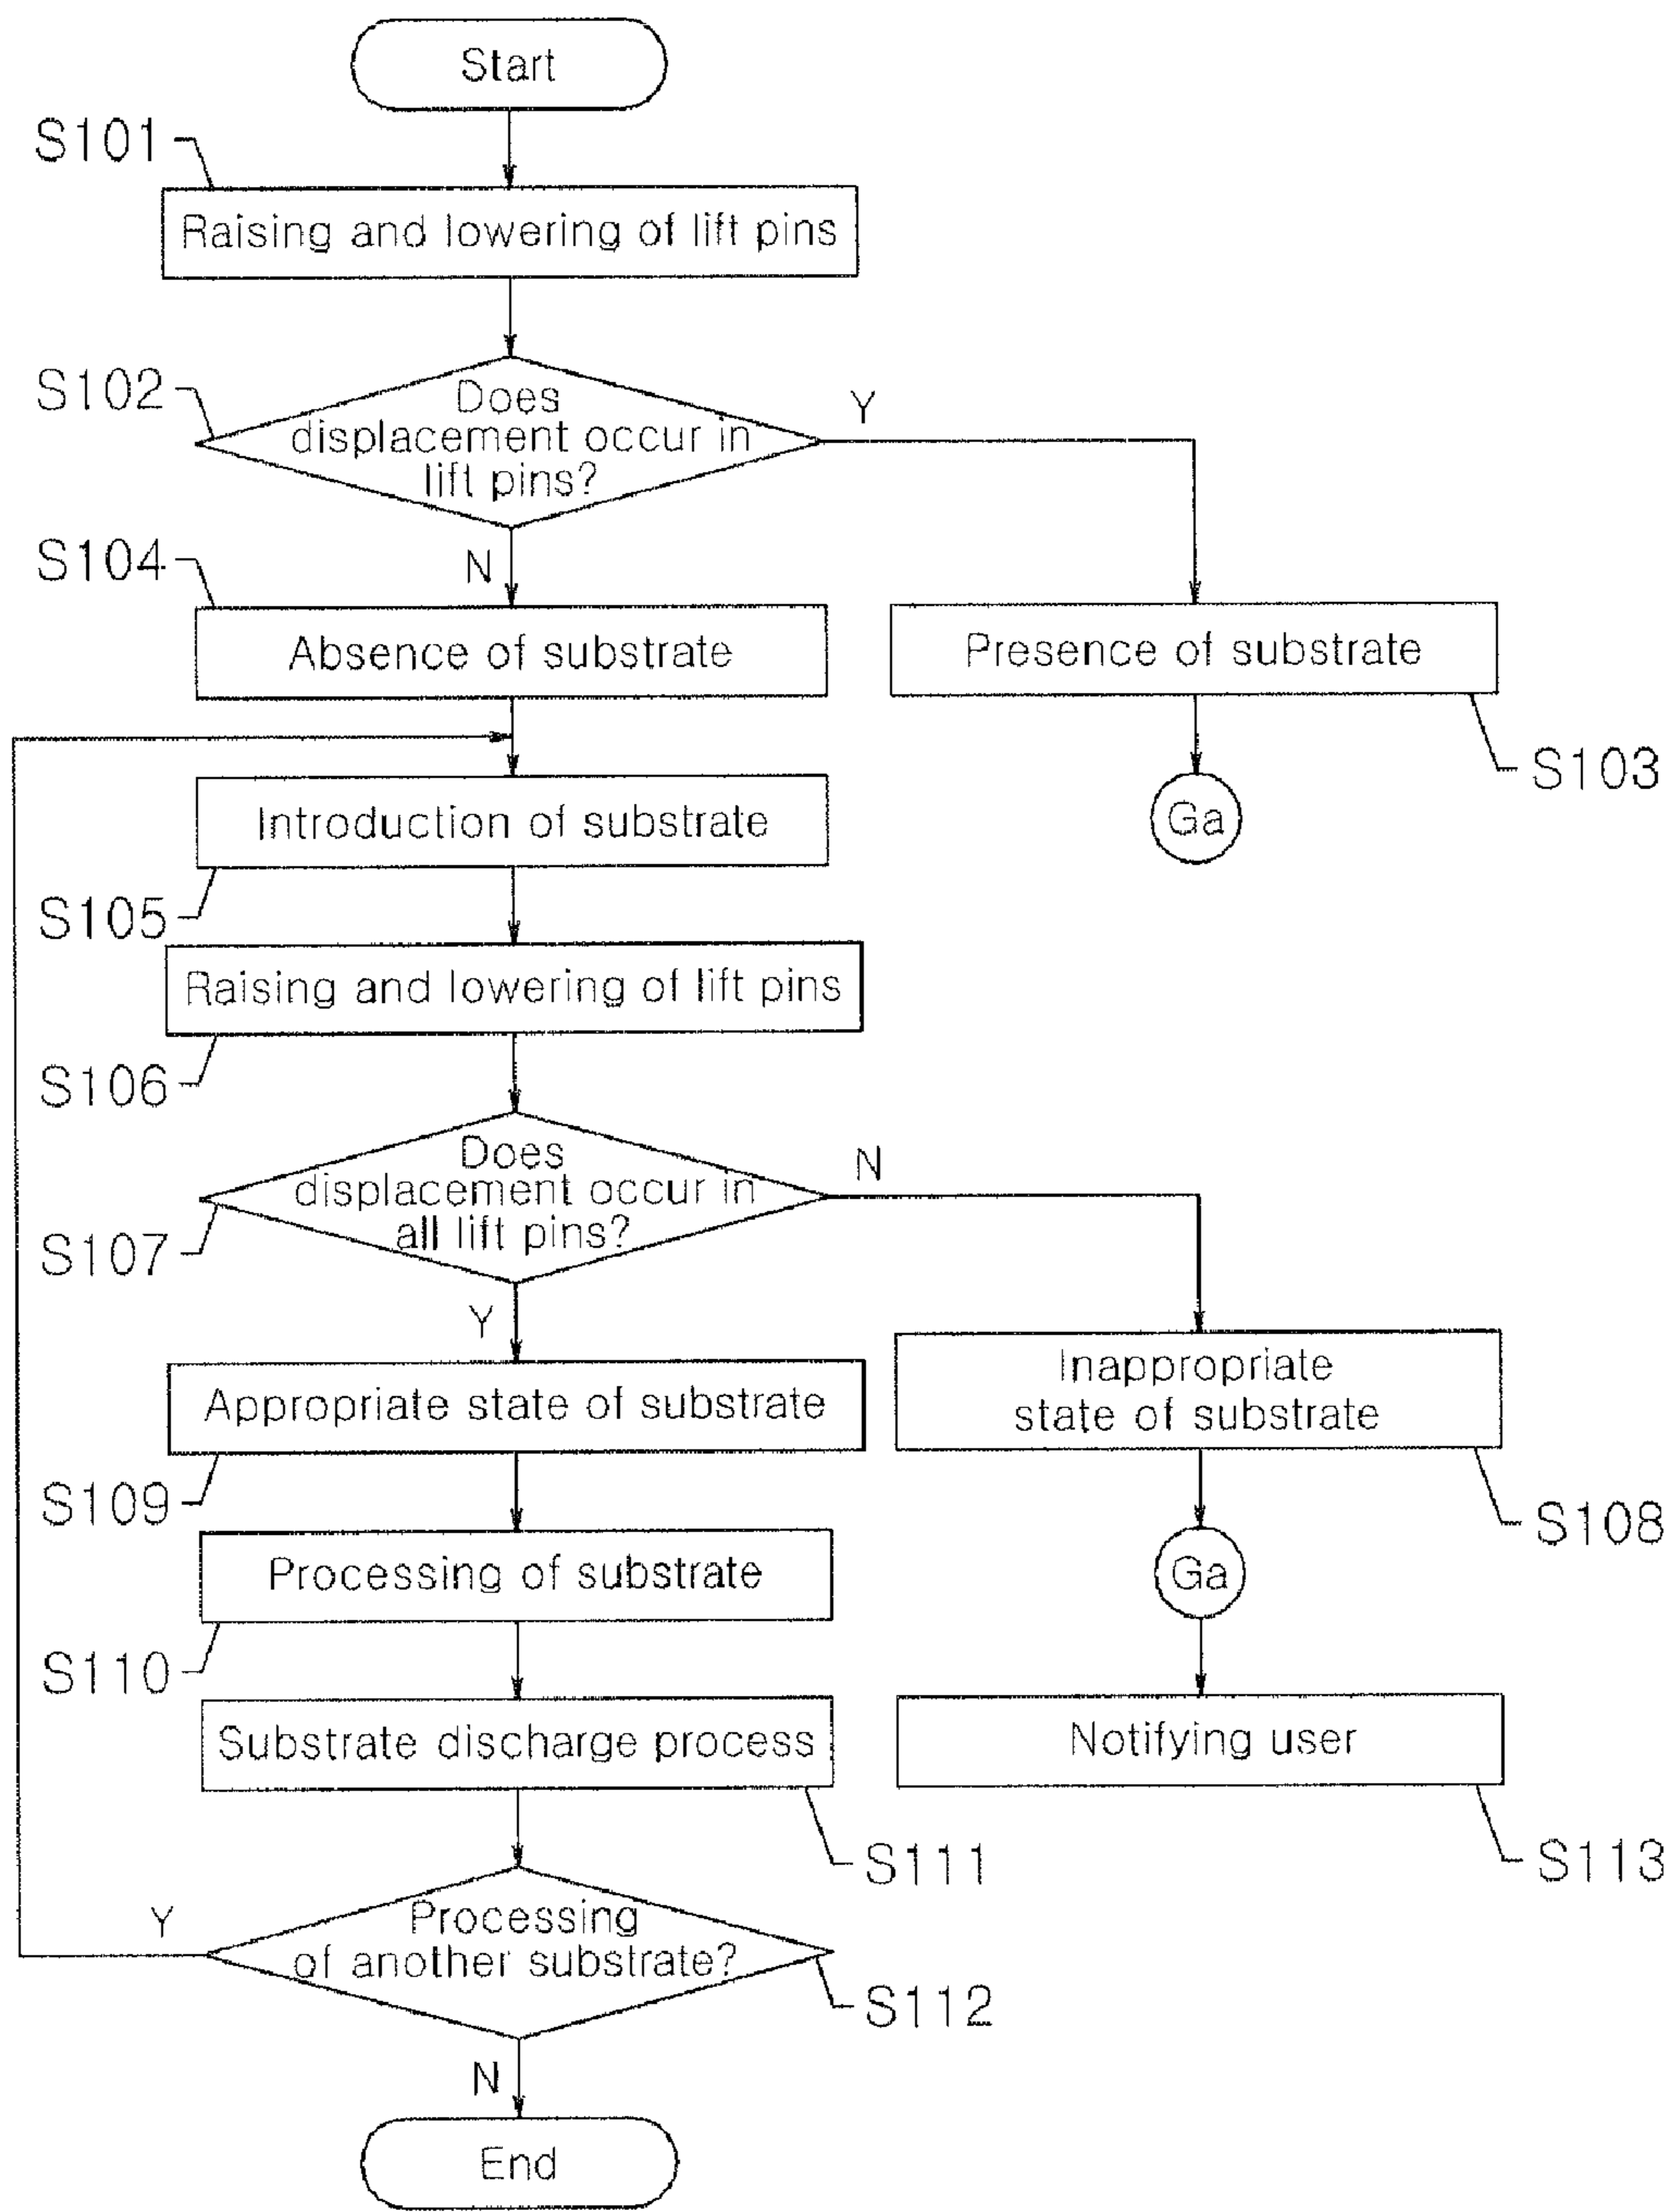 Start
S101
Raising and lowering of lift pins
S102
Does
displacement occur in
lift pins?
Y
N
S104
Absence of substrate
Presence of substrate
S103
Ga
Introduction of substrate
S105
Raising and lowering of lift pins
S106
Does
displacement occur in
all lift pins?
N
S107
Y
Appropriate state of substrate
Inappropriate
state of substrate
S109
S108
Processing of substrate
Ga
S110
Substrate discharge process
Notifying user
S111
S113
Processing
of another substrate?
Y
S112
N
End